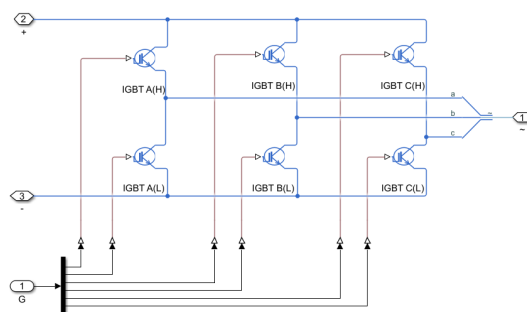 2
+
IGBT A(H)
IGBT B(H)
IGBT C(H)
a
~
b
1
~
c
IGBT A(L)
IGBT B(L)
IGBT C(L)
3
-
1
G